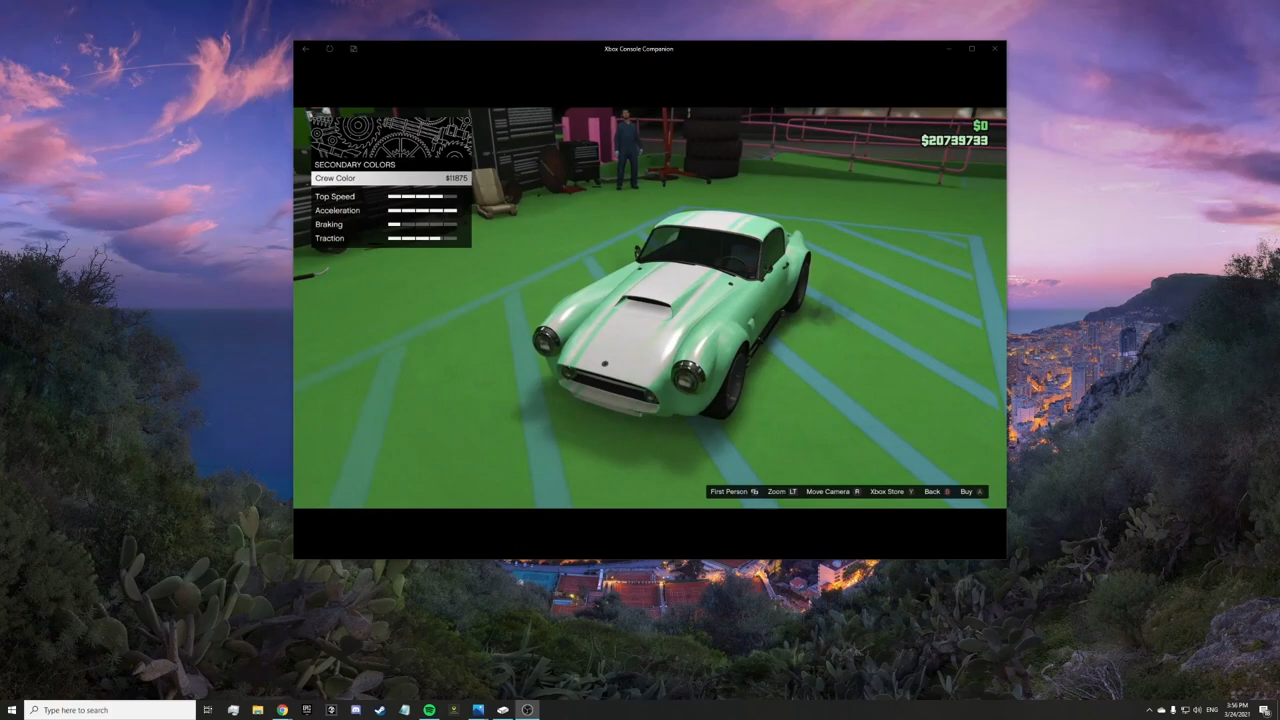 Xbox Console Companion
$0
$20739733
SECONDARY COLORS
Crew Color $11875
Top Speed
Acceleration
Braking
Traction
First Person Zoom LT Move Camera R Xbox Store Y Back B Buy A
Type here to search
ENG
3:56 PM
3/24/2021